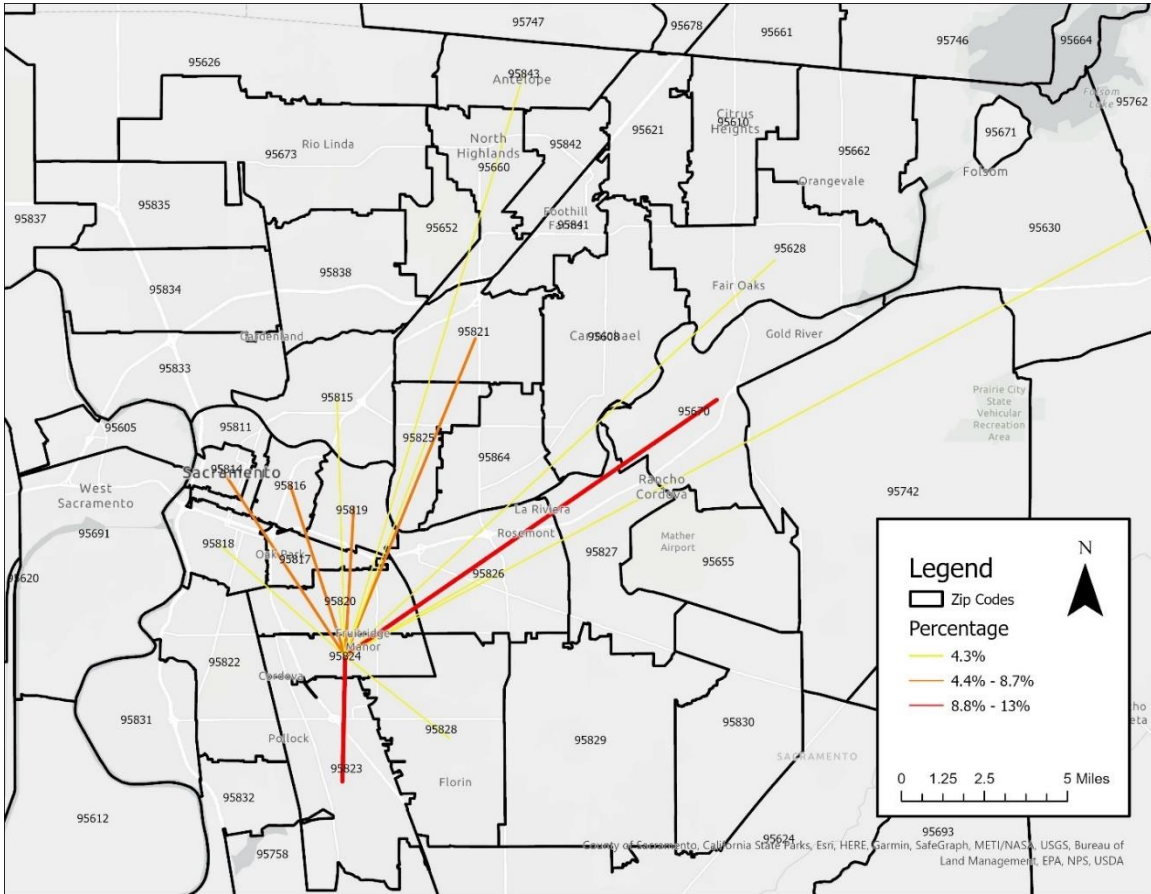 95747
95678
95661
95746
95664
95626
95843
Antelope
Folsom
Lake
95762
95621
95610
Citrus
Heights
95671
Rio Linda
95673
North
Highlands
95842
95660
95662
Folsom
Orangevale
95835
95837
95652
Foothill
95841
95630
95838
95628
95834
Fair Oaks
Gardenland
95821
95608
Gold River
95833
95815
95605
95811
95825
95670
Prairie City
State
Vehicular
Recreation
Area
95864
95814
Sacramento
West
Sacramento
95816
Rancho
Cordova
95742
95691
95819
La Riviera
Rosemont
95818
Oak Park
95817
95827
Mather
Airport
95655
95620
95826
95820
Fruitridge
Manor
95824
95822
Cordova
95831
95828
95830
Pollock
95829
95823
Florin
SACRAMENTO
95832
95612
95758
95624
95693
Legend
N
Zip Codes
Percentage
4.3%
4.4% - 8.7%
8.8% - 13%
0 1.25 2.5 5 Miles
County of Sacramento, California State Parks, Esri, HERE, Garmin, SafeGraph, METI/NASA, USGS, Bureau of
Land Management, EPA, NPS, USDA